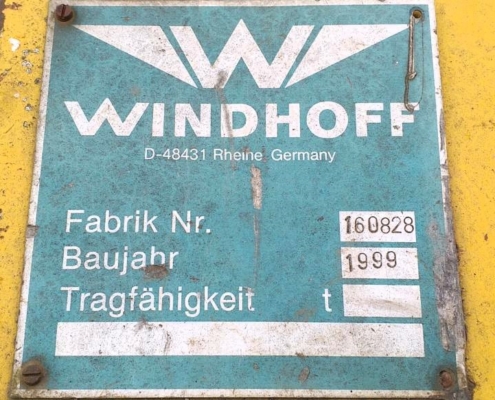 W
WINDHOFF
D-48431 Rheine Germany
Fabrik Nr. 160828
Baujahr 1999
Tragfähigkeit t